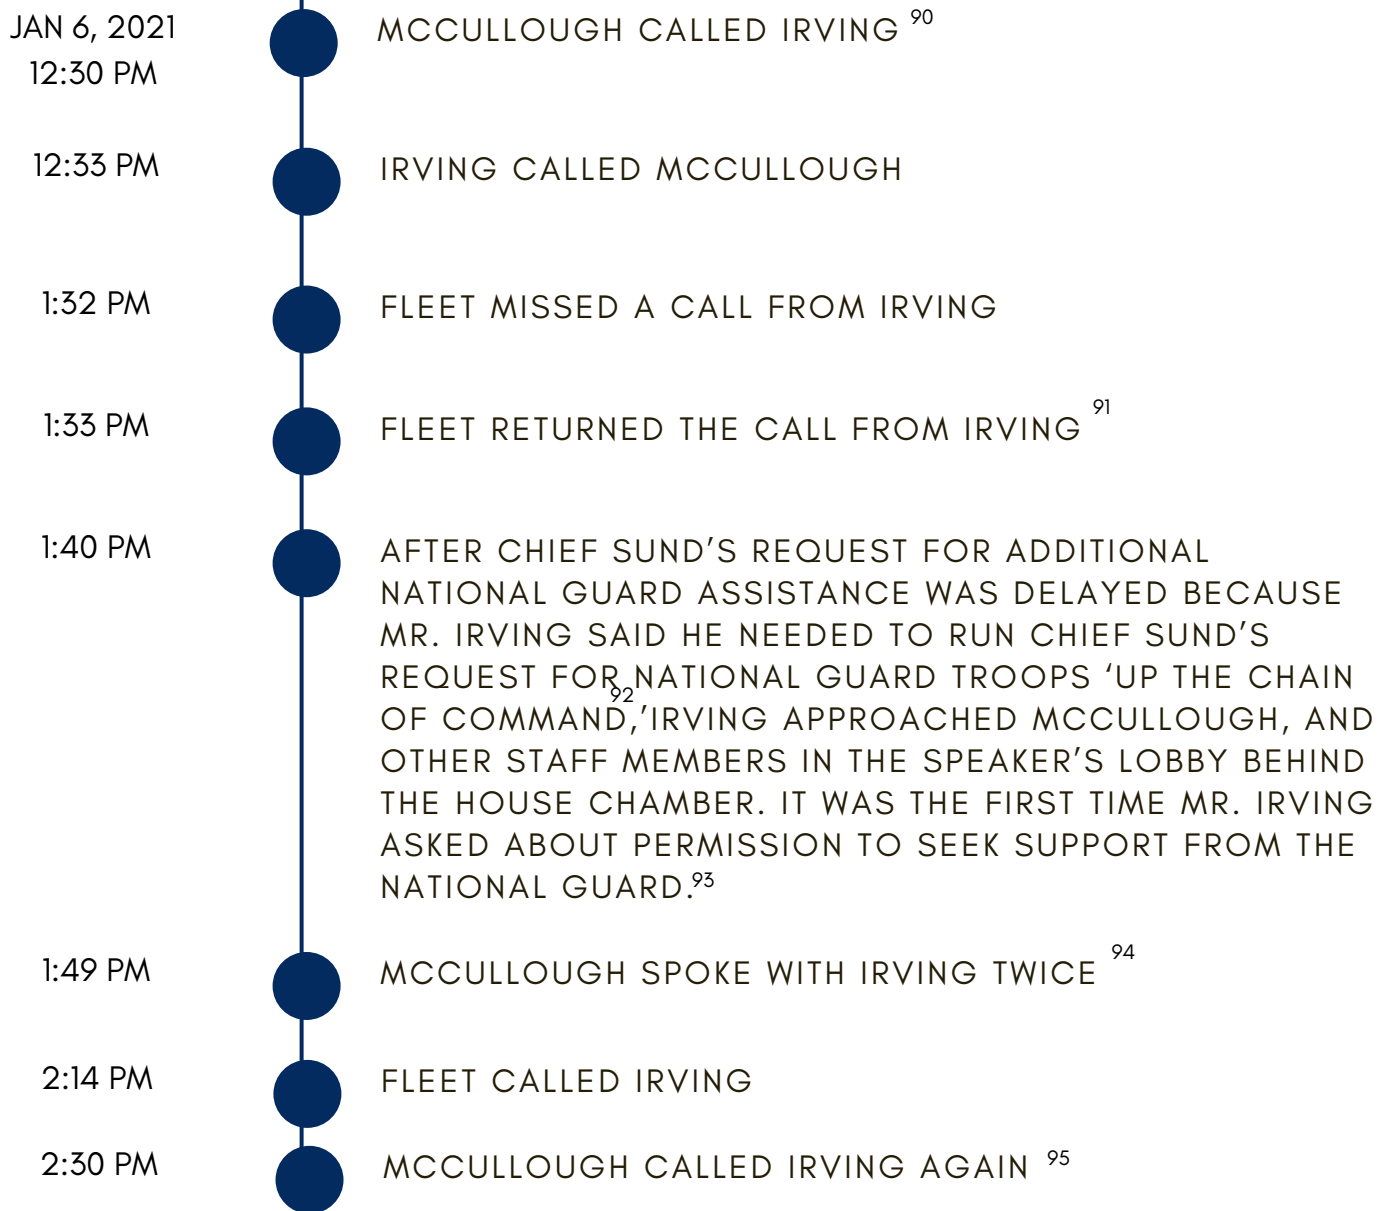 JAN 6, 2021
12:30 PM
MCCULLOUGH CALLED IRVING 90
12:33 PM
IRVING CALLED MCCULLOUGH
1:32 PM
FLEET MISSED A CALL FROM IRVING
1:33 PM
FLEET RETURNED THE CALL FROM IRVING 91
1:40 PM
AFTER CHIEF SUND’S REQUEST FOR ADDITIONAL
NATIONAL GUARD ASSISTANCE WAS DELAYED BECAUSE
MR. IRVING SAID HE NEEDED TO RUN CHIEF SUND’S
REQUEST FOR NATIONAL GUARD TROOPS ‘UP THE CHAIN
OF COMMAND,’92 IRVING APPROACHED MCCULLOUGH, AND
OTHER STAFF MEMBERS IN THE SPEAKER’S LOBBY BEHIND
THE HOUSE CHAMBER. IT WAS THE FIRST TIME MR. IRVING
ASKED ABOUT PERMISSION TO SEEK SUPPORT FROM THE
NATIONAL GUARD.93
1:49 PM
MCCULLOUGH SPOKE WITH IRVING TWICE 94
2:14 PM
FLEET CALLED IRVING
2:30 PM
MCCULLOUGH CALLED IRVING AGAIN 95